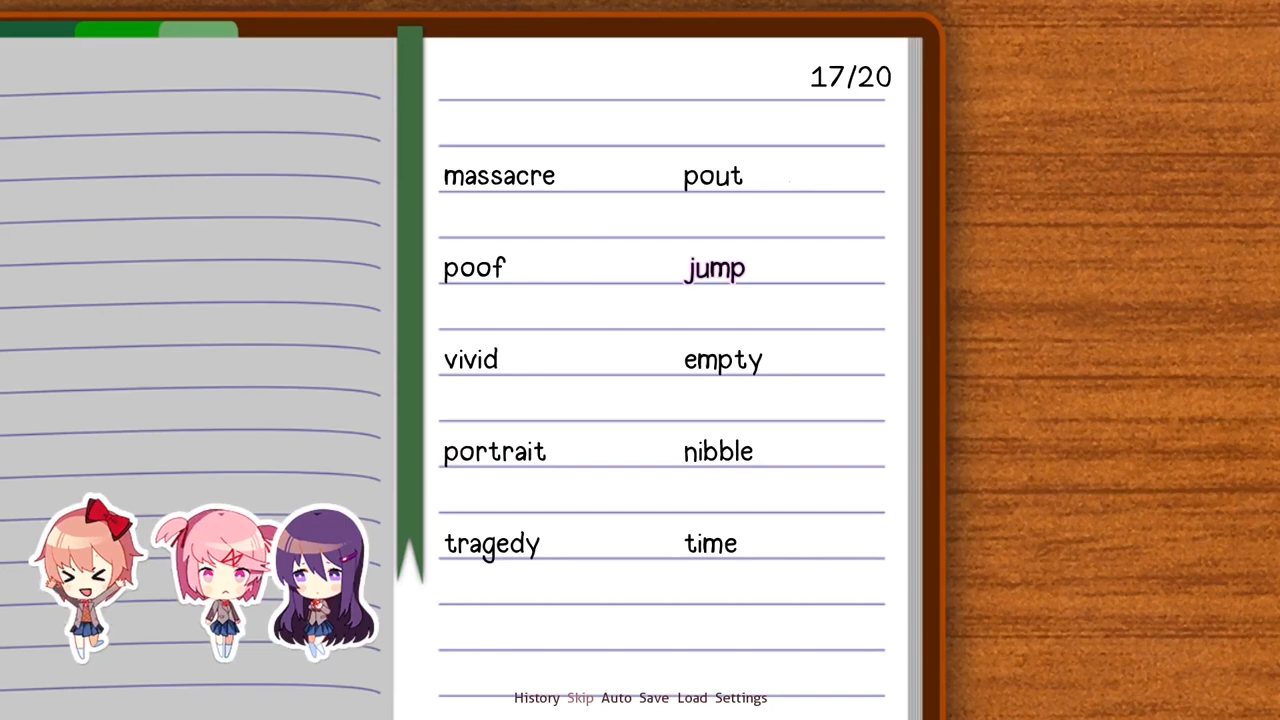 17/20
massacre pout
poof jump
vivid empty
portrait nibble
tragedy time
History Skip Auto Save Load Settings